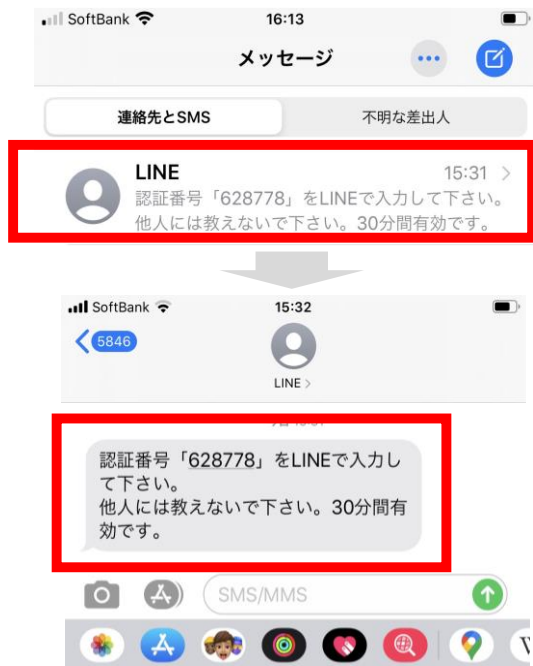 SoftBank 16:13
メッセージ
連絡先とSMS 不明な差出人
LINE 15:31
認証番号「628778」をLINEで入力して下さい。
他人には教えないで下さい。30分間有効です。
SoftBank 15:32
5846
LINE
認証番号「628778」をLINEで入力し
て下さい。
他人には教えないで下さい。30分間有
効です。
SMS/MMS